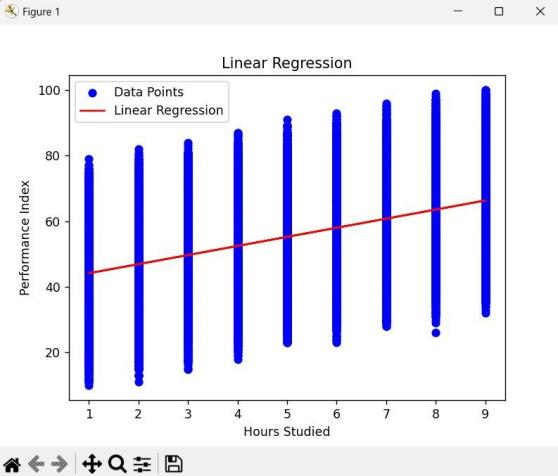 Figure 1
Linear Regression
Data Points
Linear Regression
100
80
60
40
20
Performance Index
1 2 3 4 5 6 7 8 9
Hours Studied